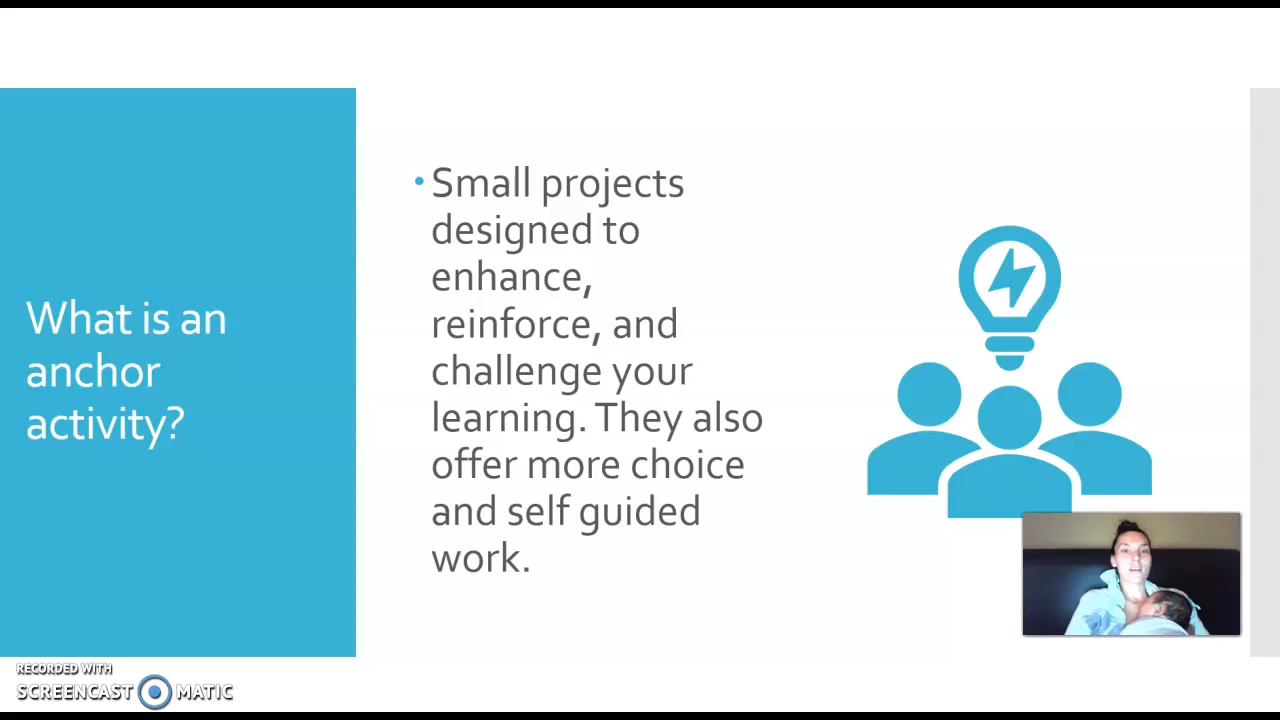 What is an
anchor
activity?
• Small projects
designed to
enhance,
reinforce, and
challenge your
learning. They also
offer more choice
and self guided
work.
RECORDED WITH
SCREENCAST MATIC